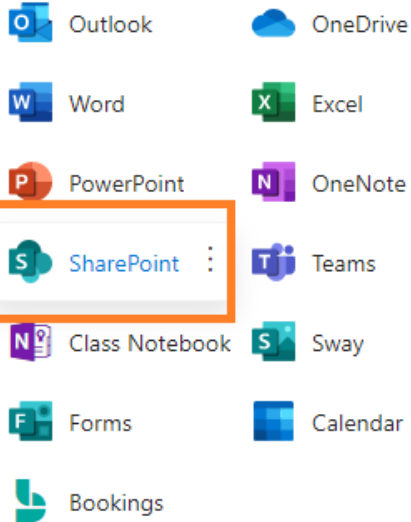 Outlook OneDrive
Word Excel
PowerPoint OneNote
SharePoint Teams
Class Notebook Sway
Forms Calendar
Bookings